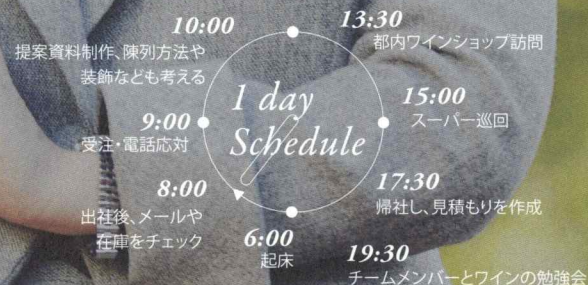 1 day
Schedule
6:00
起床
8:00
出社後、メールや
在庫をチェック
9:00
受注・電話応対
10:00
提案資料制作、陳列方法や
装飾なども考える
13:30
都内ワインショップ訪問
15:00
スーパー巡回
17:30
帰社し、見積もりを作成
19:30
チームメンバーとワインの勉強会